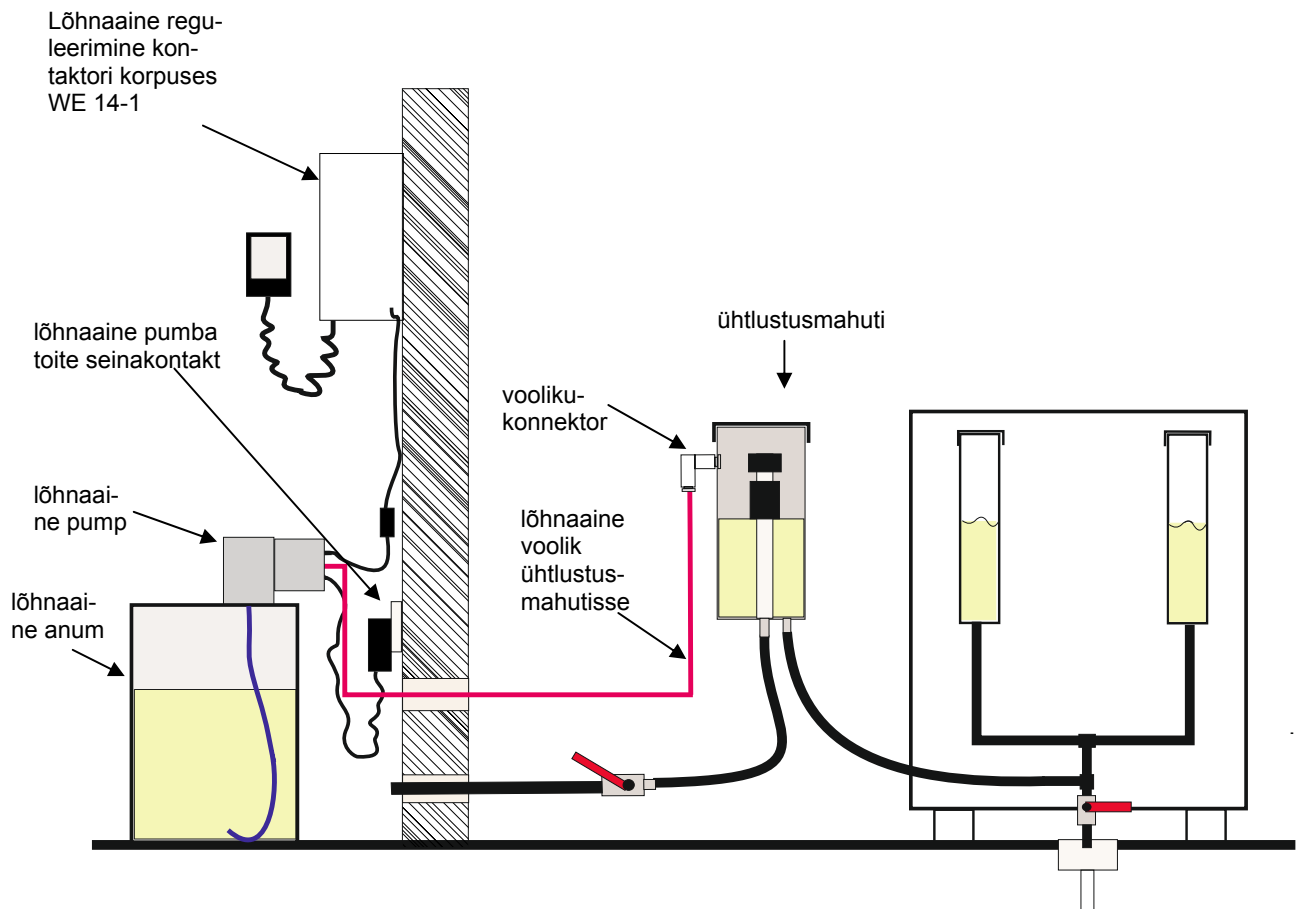 Lõhnaaine regu-
leerimine kon-
taktori korpuses
WE 14-1
lõhnaaine pumba
toite seinakontakt
ühtlustusmahuti
vooliku-
konnektor
lõhnaai-
ne pump
lõhnaaine
voolik
ühtlustus-
mahutisse
lõhnaai-
ne anum